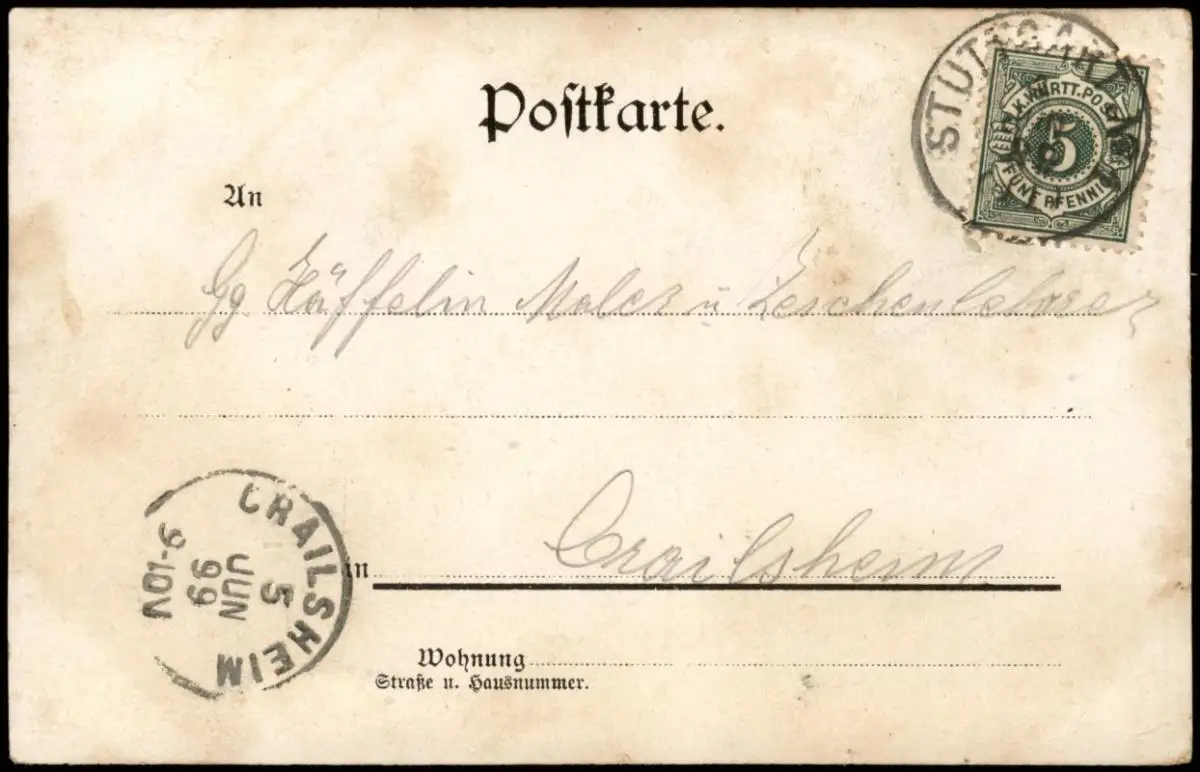 STUTTGART
K. WÜRTT. POST
5
FÜNF PFENNIG
Poſtkarte.
An
Gg Häffelin Maler u Zeichenlehrer
CRAILSHEIM
5
JUN
99
9-10V
in Crailsheim
Wohnung
Straße u. Hausnummer.